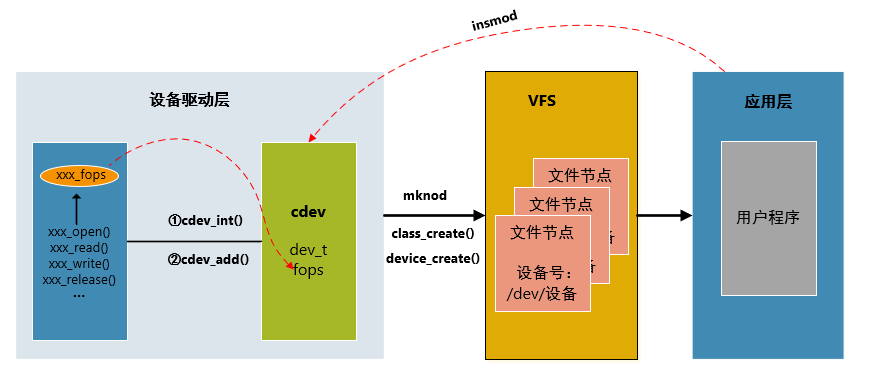 insmod
设备驱动层
xxx_fops
xxx_open()
xxx_read()
xxx_write()
xxx_release()
...
①cdev_int()
②cdev_add()
cdev
dev_t
fops
mknod
class_create()
device_create()
VFS
文件节点
文件节点
文件节点
设备号：
/dev/设备
备
备
应用层
用户程序